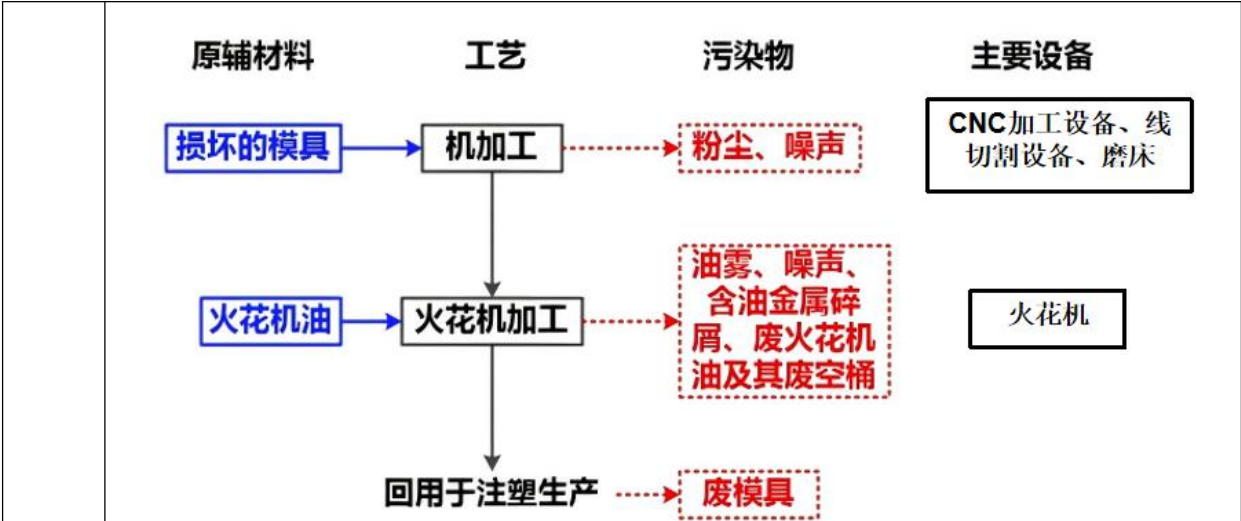 原辅材料 工艺 污染物 主要设备
损坏的模具 机加工 粉尘、噪声
CNC加工设备、线
切割设备、磨床
火花机油 火花机加工
油雾、噪声、
含油金属碎
屑、废火花机
油及其废空桶
火花机
回用于注塑生产 废模具